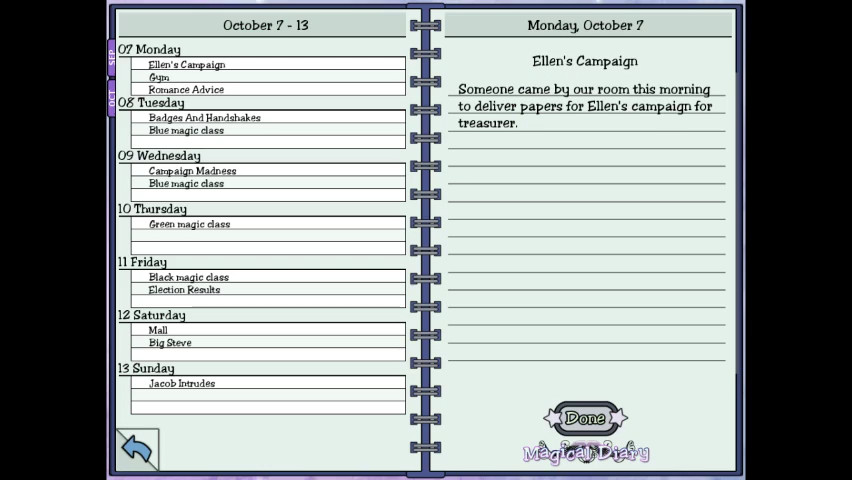 October 7 - 13
SEP
OCT
07 Monday
Ellen's Campaign
Gym
Romance Advice
08 Tuesday
Badges And Handshakes
Blue magic class
09 Wednesday
Campaign Madness
Blue magic class
10 Thursday
Green magic class
11 Friday
Black magic class
Election Results
12 Saturday
Mall
Big Steve
13 Sunday
Jacob Intrudes
Monday, October 7
Ellen's Campaign
Someone came by our room this morning
to deliver papers for Ellen's campaign for
treasurer.
Done
Magical Diary